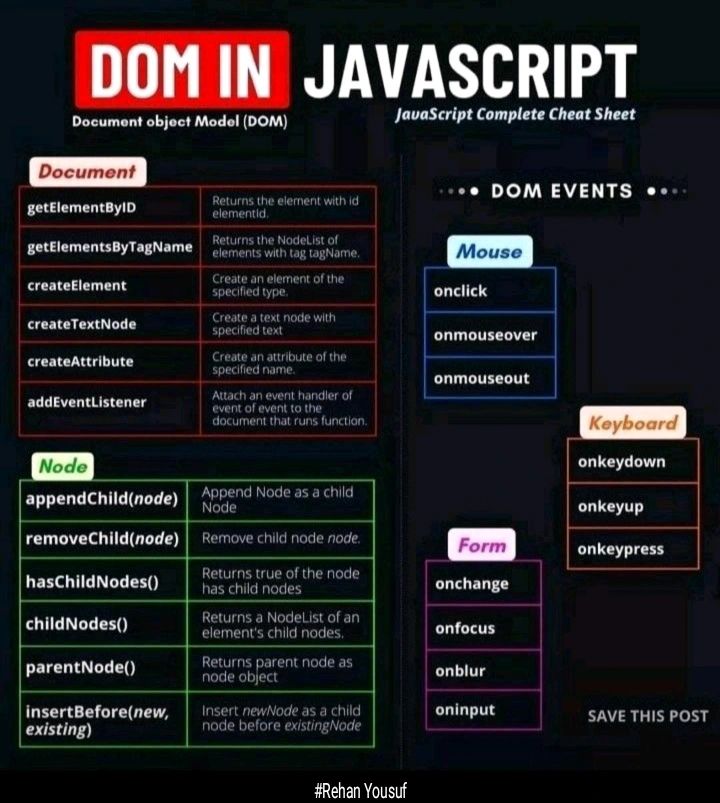 DOM IN JAVASCRIPT
Document object Model (DOM)
JavaScript Complete Cheat Sheet
Document
getElementByID
Returns the element with id
elementId.
getElementsByTagName
Returns the NodeList of
elements with tag tagName.
createElement
Create an element of the
specified type.
createTextNode
Create a text node with
specified text
createAttribute
Create an attribute of the
specified name.
addEventListener
Attach an event handler of
event of event to the
document that runs function.
Node
appendChild(node)
Append Node as a child
Node
removeChild(node)
Remove child node node.
hasChildNodes()
Returns true of the node
has child nodes
childNodes()
Returns a NodeList of an
element's child nodes.
parentNode()
Returns parent node as
node object
insertBefore(new,
existing)
Insert newNode as a child
node before existingNode
DOM EVENTS
Mouse
onclick
onmouseover
onmouseout
Keyboard
onkeydown
onkeyup
onkeypress
Form
onchange
onfocus
onblur
oninput
SAVE THIS POST
#Rehan Yousuf